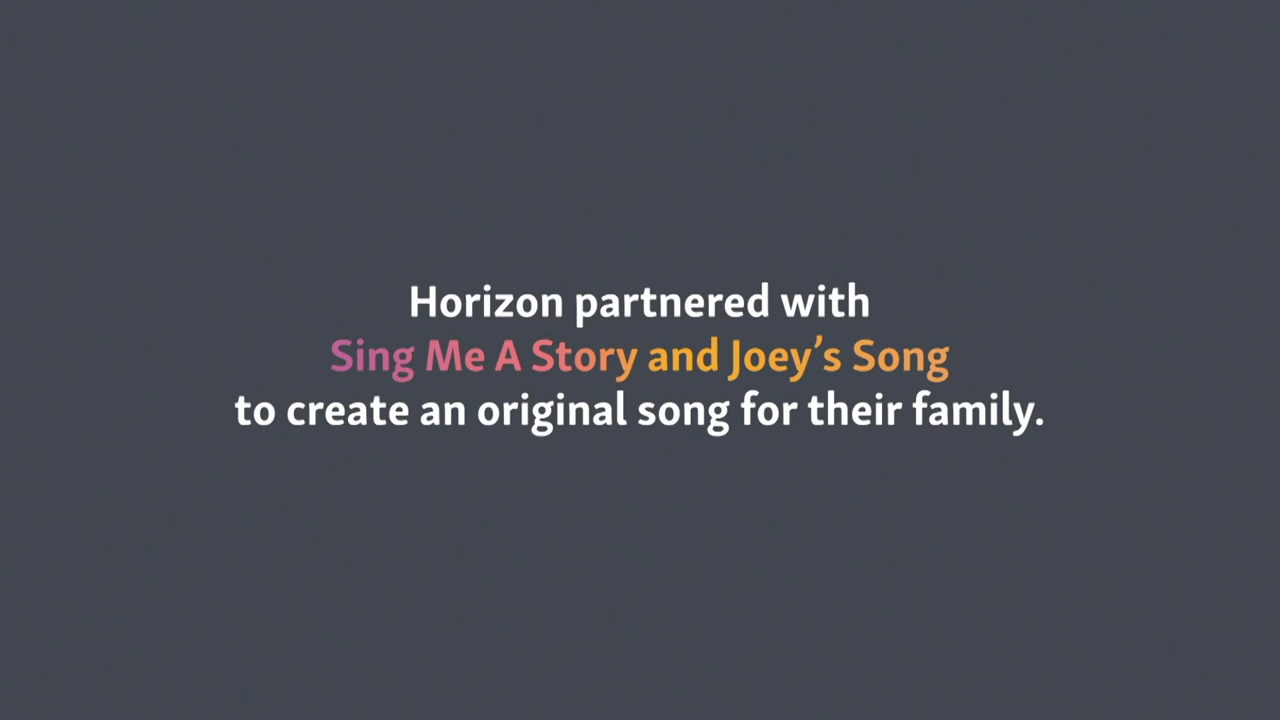 Horizon partnered with
Sing Me A Story and Joey’s Song
to create an original song for their family.